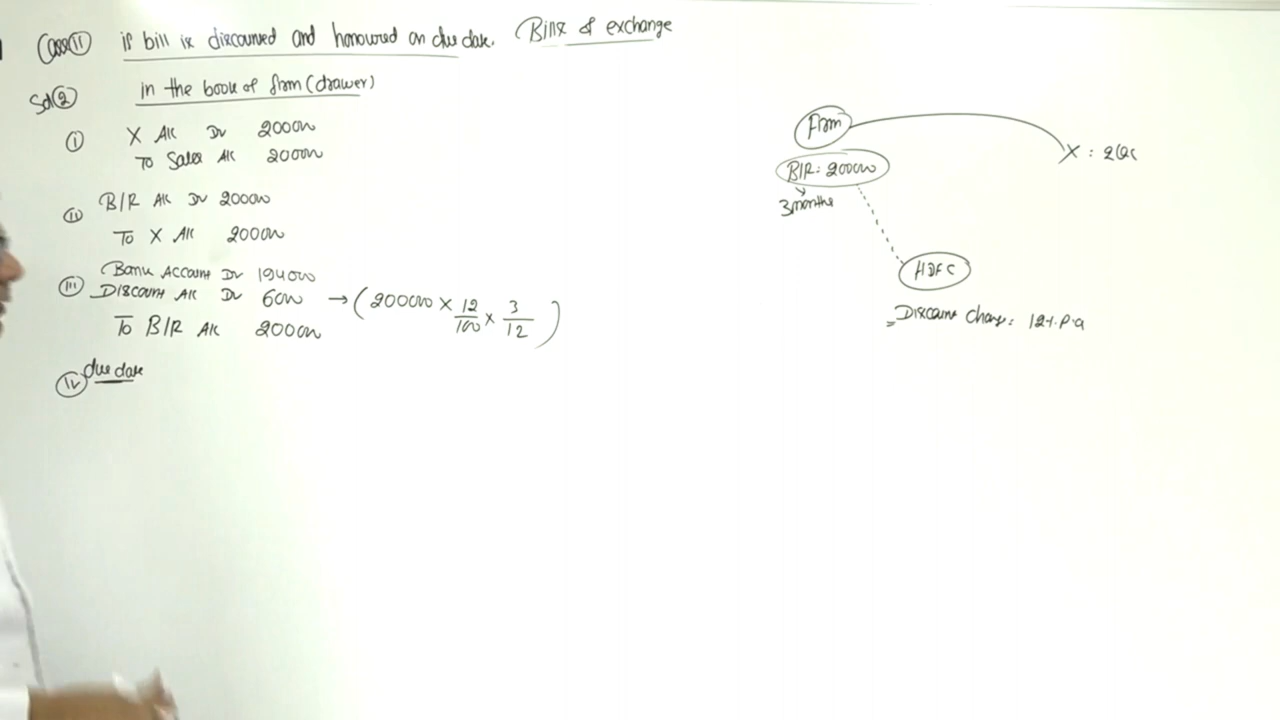 Case (II) if bill is discounted and honoured on due date. (Bills of exchange
Sol (2) in the book of firm (drawer)
(i) X A/c Dr 200000
To Sales A/c 200000
(ii) B/R A/c Dr 200000
To X A/c 200000
(iii) Bank Account Dr 194000
Discount A/c Dr 6000 → (200000 × 12/100 × 3/12)
To B/R A/c 200000
(iv) due date
Firm
X :
B/R: 200000
3 months
HDFC
Discount charge: 12%. P.a